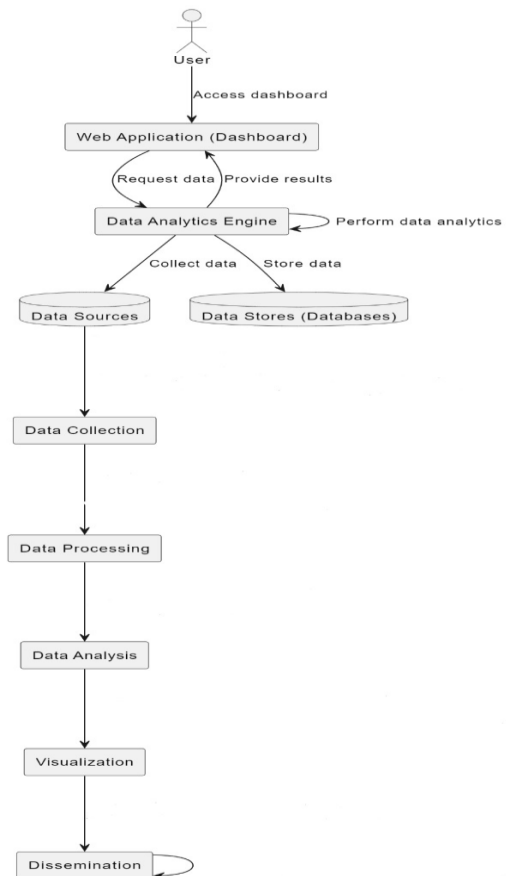 User
Access dashboard
Web Application (Dashboard)
Request data
Provide results
Data Analytics Engine
Perform data analytics
Collect data
Store data
Data Sources
Data Stores (Databases)
Data Collection
Data Processing
Data Analysis
Visualization
Dissemination